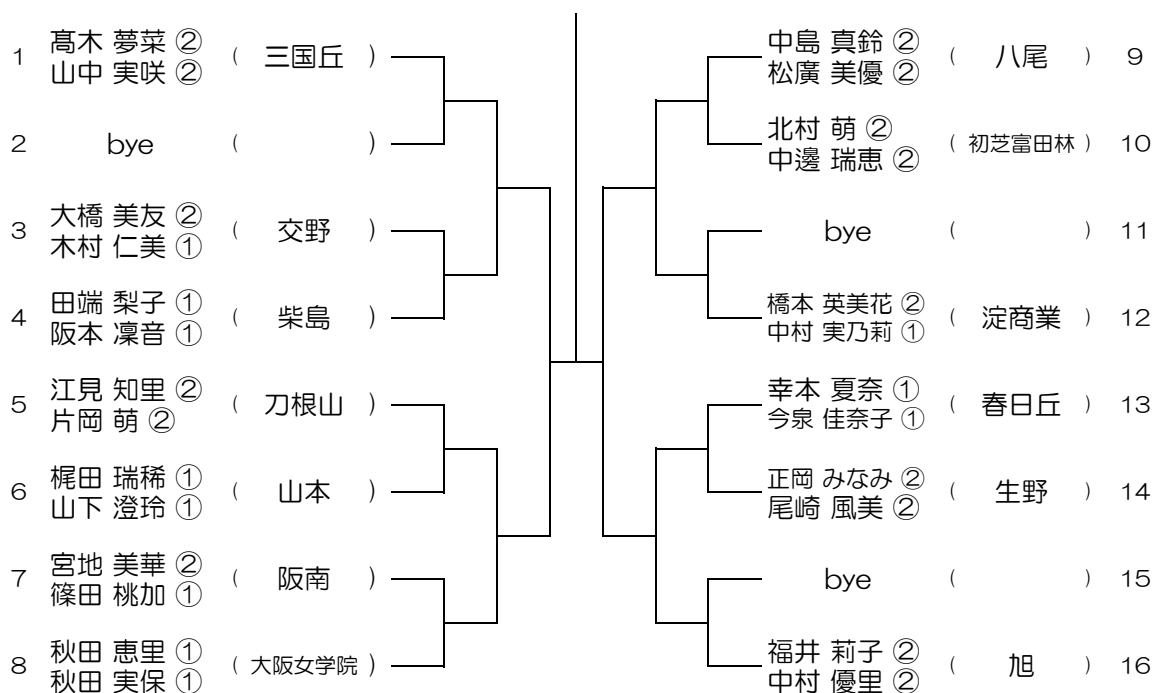 1 髙木 夢菜 ② ( 三国丘 )
山中 実咲 ②
2 bye ( )
3 大橋 美友 ② ( 交野 )
木村 仁美 ①
4 田端 梨子 ① ( 柴島 )
阪本 凜音 ①
5 江見 知里 ② ( 刀根山 )
片岡 萌 ②
6 梶田 瑞稀 ① ( 山本 )
山下 澄玲 ①
7 宮地 美華 ② ( 阪南 )
篠田 桃加 ①
8 秋田 恵里 ① ( 大阪女学院 )
秋田 実保 ①
中島 真鈴 ② ( 八尾 ) 9
松廣 美優 ②
北村 萌 ② ( 初芝富田林 ) 10
中邊 瑞恵 ②
bye ( ) 11
橋本 英美花 ② ( 淀商業 ) 12
中村 実乃莉 ①
幸本 夏奈 ① ( 春日丘 ) 13
今泉 佳奈子 ①
正岡 みなみ ② ( 生野 ) 14
尾崎 風美 ②
bye ( ) 15
福井 莉子 ② ( 旭 ) 16
中村 優里 ②